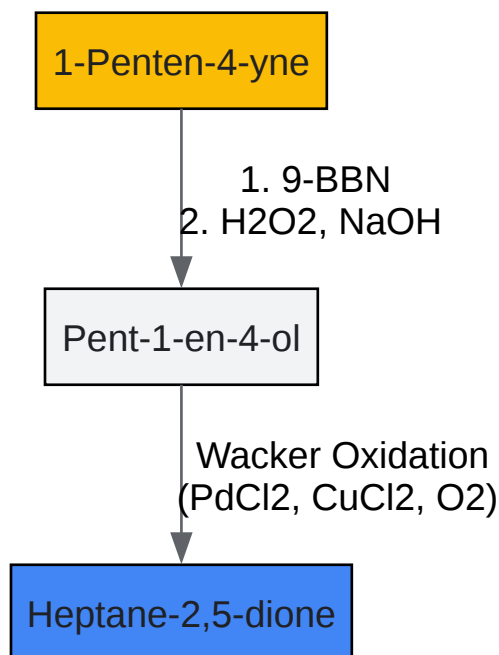 1-Penten-4-yne
1. 9-BBN
2. H2O2, NaOH
Pent-1-en-4-ol
Wacker Oxidation
(PdCl2, CuCl2, O2)
Heptane-2,5-dione